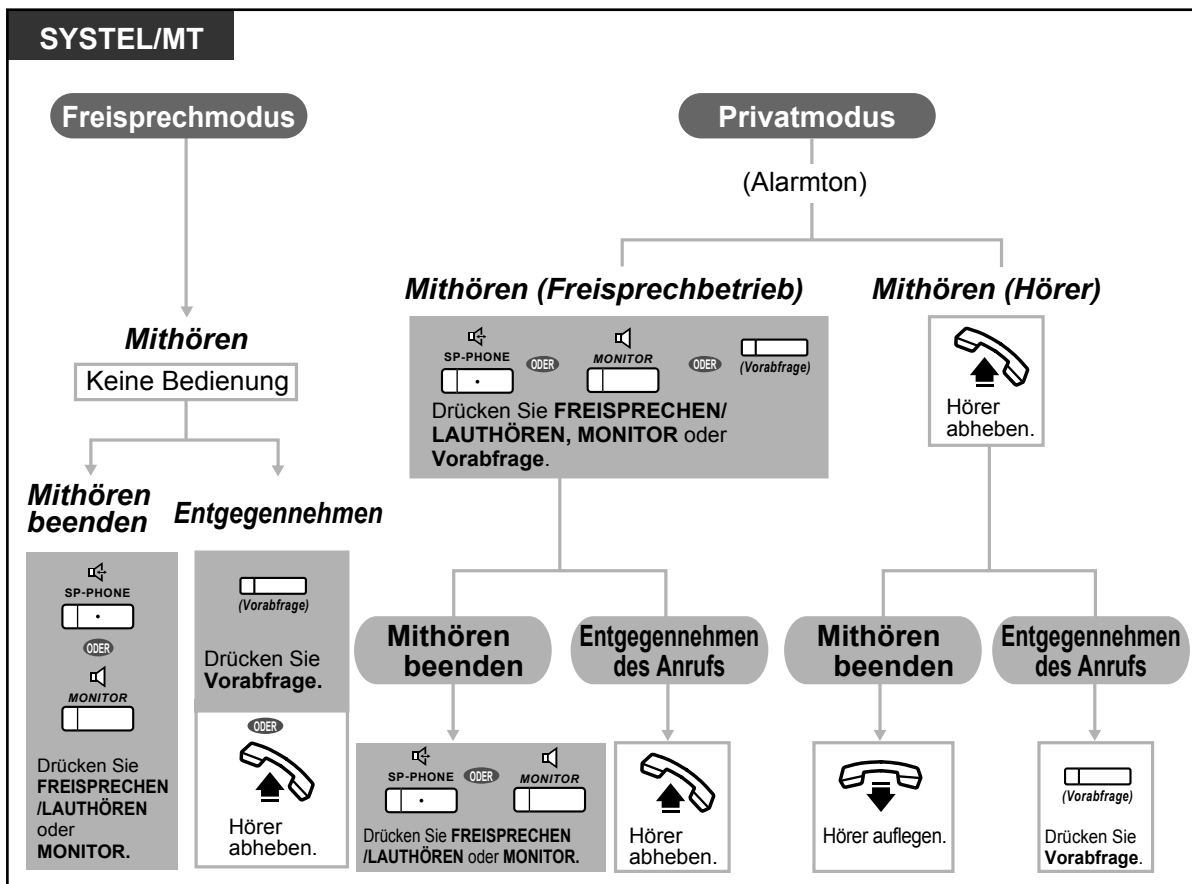 SYSTEL/MT
Freisprechmodus
Mithören
Keine Bedienung
Mithören
beenden
SP-PHONE
ODER
MONITOR
Drücken Sie
FREISPRECHEN
/LAUTHÖREN
oder
MONITOR.
Entgegennehmen
(Vorabfrage)
Drücken Sie
Vorabfrage.
ODER
Hörer
abheben.
Privatmodus
(Alarmton)
Mithören (Freisprechbetrieb)
SP-PHONE ODER MONITOR ODER (Vorabfrage)
Drücken Sie FREISPRECHEN/
LAUTHÖREN, MONITOR oder
Vorabfrage.
Mithören
beenden
SP-PHONE ODER MONITOR
Drücken Sie FREISPRECHEN
/LAUTHÖREN oder MONITOR.
Entgegennehmen
des Anrufs
Hörer
abheben.
Mithören (Hörer)
Hörer
abheben.
Mithören
beenden
Hörer auflegen.
Entgegennehmen
des Anrufs
(Vorabfrage)
Drücken Sie
Vorabfrage.